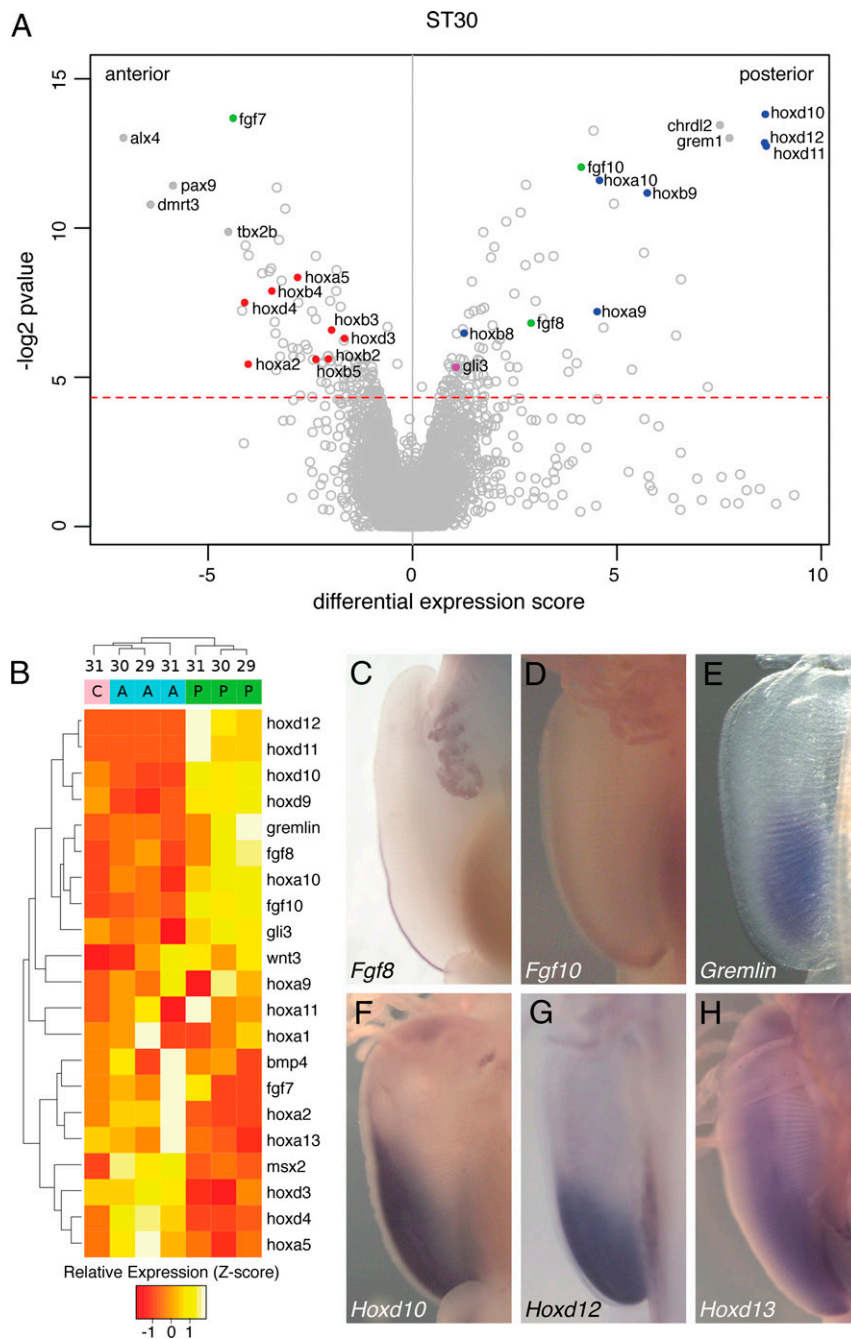 A
ST30
anterior
posterior
15
10
5
0
-log2 pvalue
fgf7
alx4
pax9
dmrt3
tbx2b
hoxa5
hoxb4
hoxd4
hoxb3
hoxd3
hoxb2
hoxa2
hoxb5
hoxd10
chrdl2
hoxd12
grem1
hoxd11
fgf10
hoxa10
hoxb9
hoxa9
fgf8
hoxb8
gli3
-5
0
5
10
differential expression score
B
31 30 29 31 31 30 29
C A A A P P P
hoxd12
hoxd11
hoxd10
hoxd9
gremlin
fgf8
hoxa10
fgf10
gli3
wnt3
hoxa9
hoxa11
hoxa1
bmp4
fgf7
hoxa2
hoxa13
msx2
hoxd3
hoxd4
hoxa5
Relative Expression (Z-score)
-1 0 1
C
Fgf8
D
Fgf10
E
Gremlin
F
Hoxd10
G
Hoxd12
H
Hoxd13